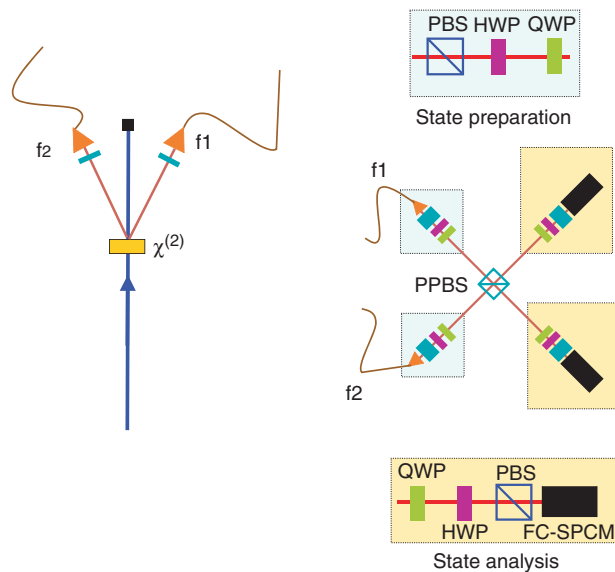 f2
f1
χ(2)
PBS HWP QWP
State preparation
f1
PPBS
f2
QWP
PBS
HWP
FC-SPCM
State analysis